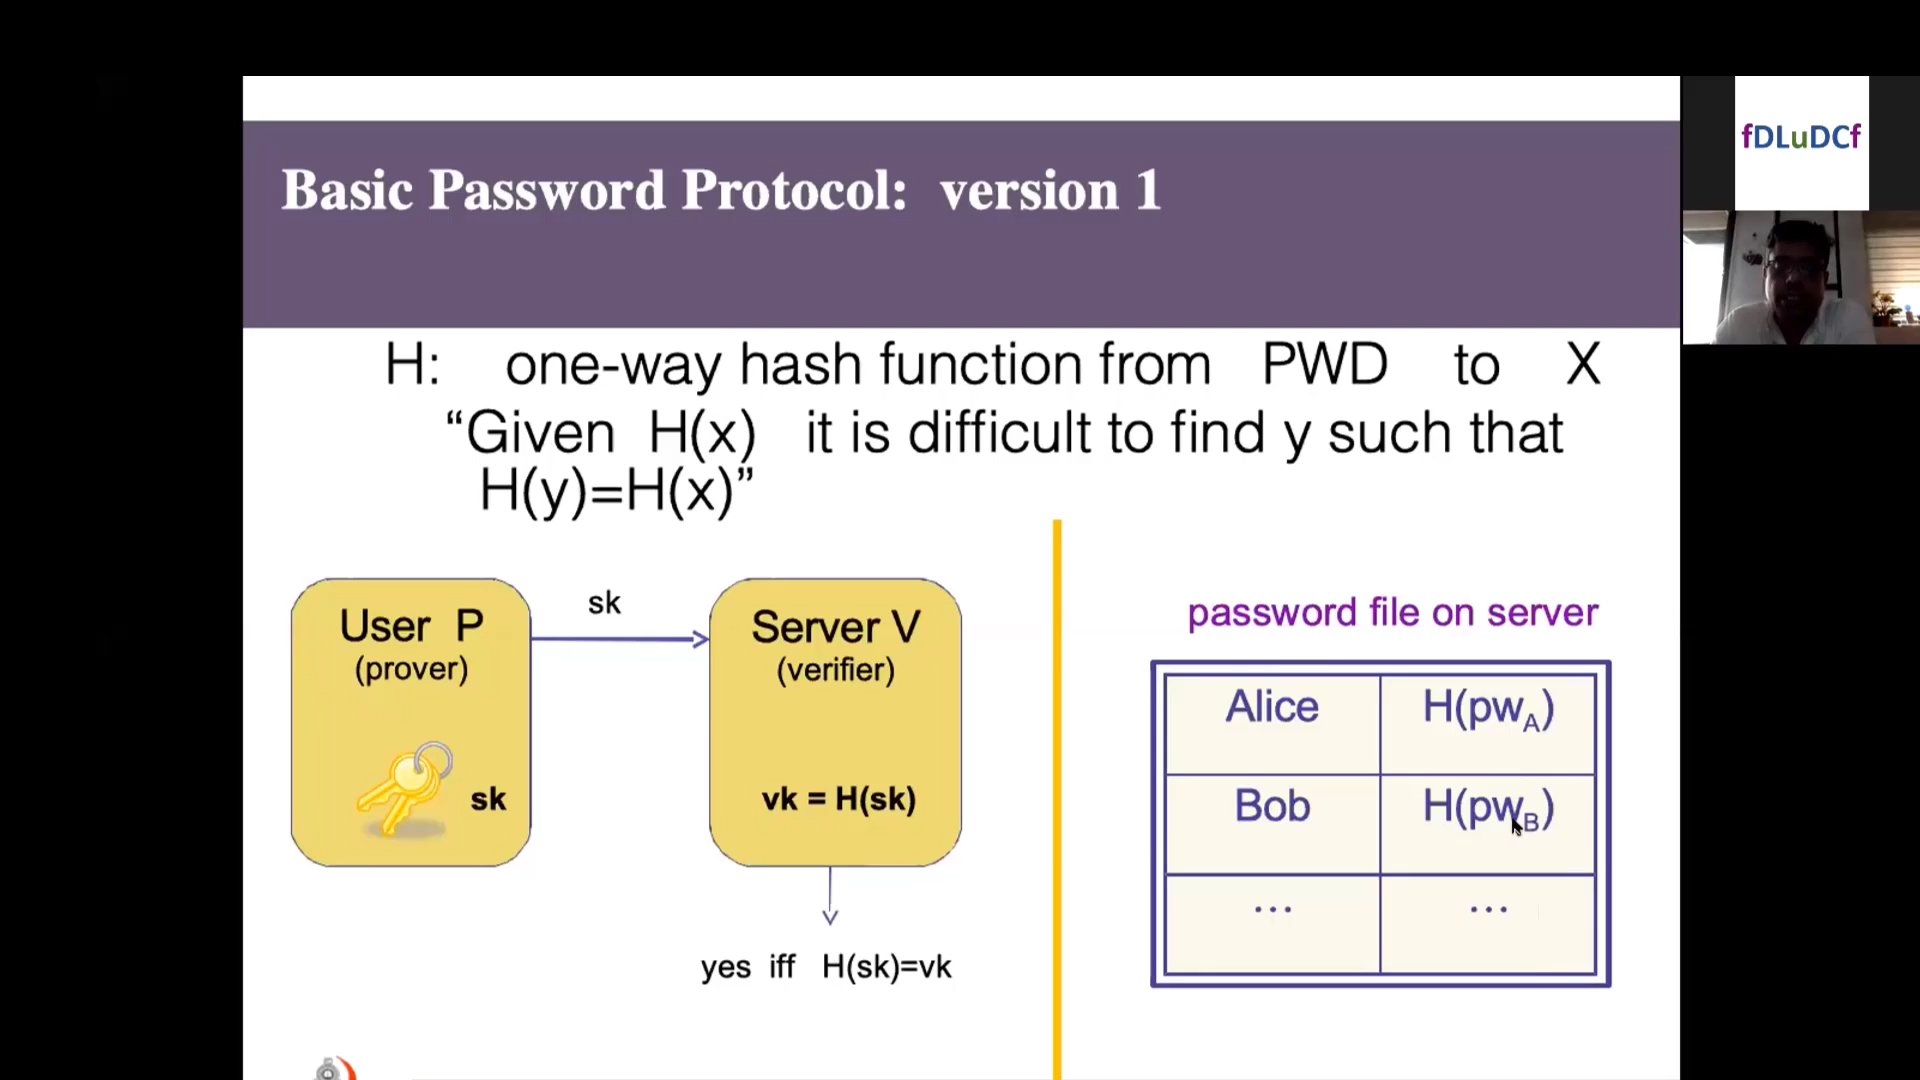 Basic Password Protocol: version 1
fDLuDCf
H: one-way hash function from PWD to X
“Given H(x) it is difficult to find y such that
H(y)=H(x)”
User P
(prover)
sk
sk
Server V
(verifier)
vk = H(sk)
yes iff H(sk)=vk
password file on server
Alice H(pwA)
Bob H(pwB)
... ...